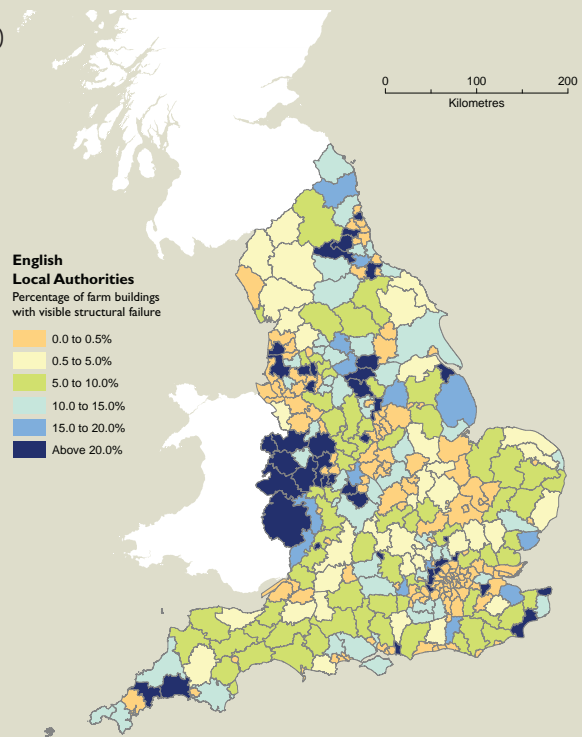 )
0 100 200
Kilometres
English
Local Authorities
Percentage of farm buildings
with visible structural failure
0.0 to 0.5%
0.5 to 5.0%
5.0 to 10.0%
10.0 to 15.0%
15.0 to 20.0%
Above 20.0%